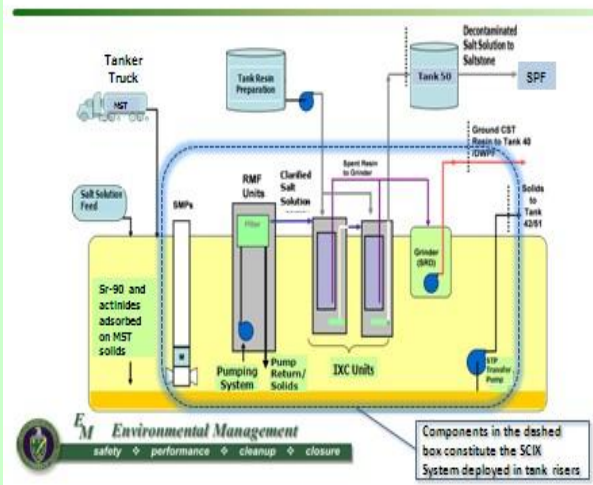 Tanker
Truck
MST
Tank Resin
Preparation
Tank 50
Decontaminated
Salt Solution to
Saltstone
SPF
Ground CST
Resin to Tank 40
/DWPF
Salt Solution
Feed
SMPs
RMF
Units
Filter
Clarified
Salt
Solution
Spent Resin
to Grinder
Solids
to
Tank
42/51
Grinder
(SRD)
Sr-90 and
actinides
adsorbed
on MST
solids
Pumping
System
Pump
Return/
Solids
IXC Units
STP
Transfer
Pump
EM Environmental Management
safety ❖ performance ❖ cleanup ❖ closure
Components in the dashed
box constitute the SCIX
System deployed in tank risers